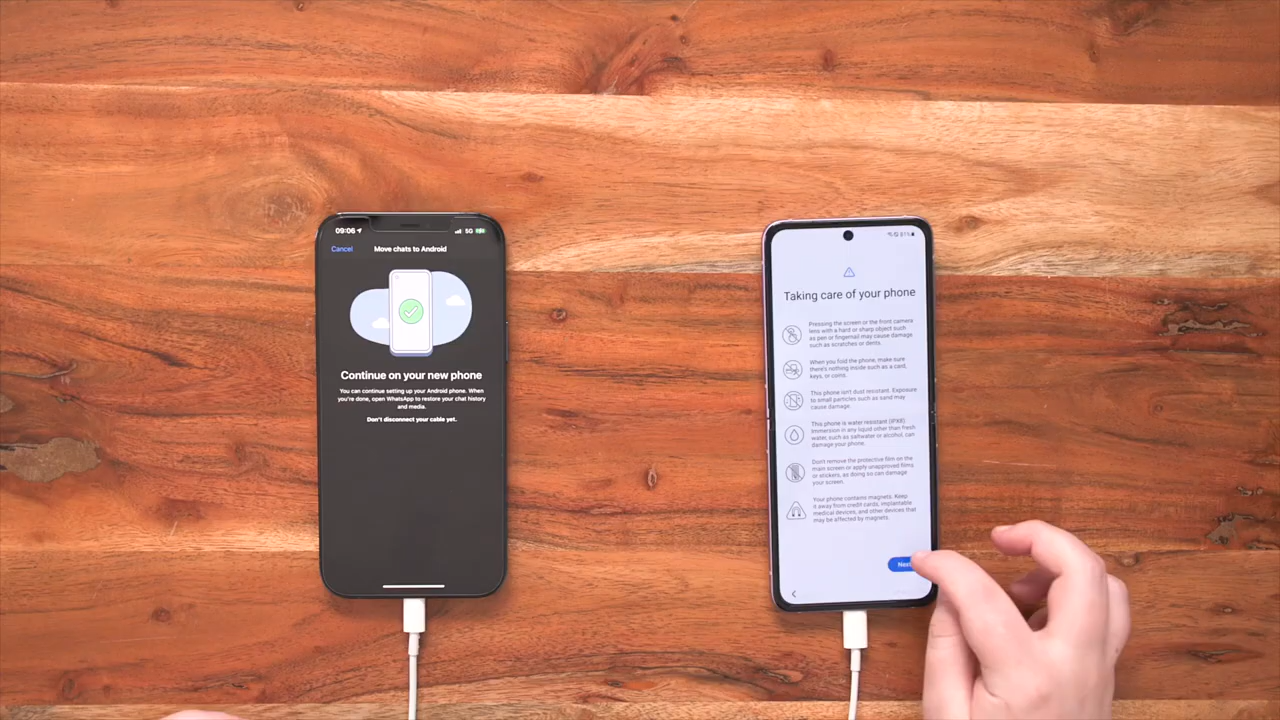 09:06
5G
Cancel
Move chats to Android
Continue on your new phone
You can continue setting up your Android phone. When
you're done, open WhatsApp to restore your chat history
and media.
Don't disconnect your cable yet.
91%
Taking care of your phone
Pressing the screen or the front camera
lens with a hard or sharp object such
as pen or fingernail may cause damage
such as scratches or dents.
When you fold the phone, make sure
there's nothing inside such as a card,
keys, or coins.
This phone isn't dust resistant. Exposure
to small particles such as sand may
cause damage.
This phone is water resistant (IPX8).
Immersion in any liquid other than fresh
water, such as saltwater or alcohol, can
damage your phone.
Don't remove the protective film on the
main screen or apply unapproved films
or stickers, as doing so can damage
your screen.
Your phone contains magnets. Keep
it away from credit cards, implantable
medical devices, and other devices that
may be affected by magnets.
Next